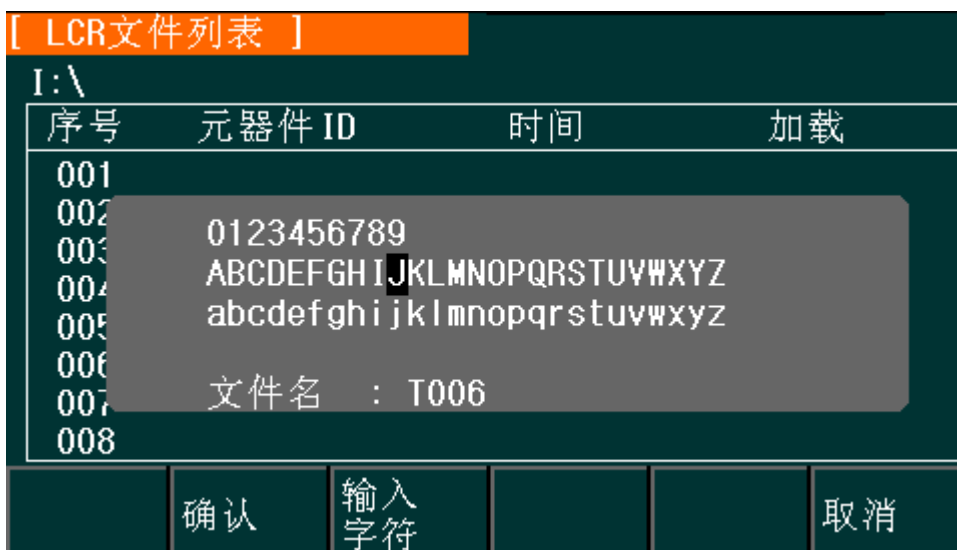 [ LCR文件列表 ]
I:\
序号 元器件ID 时间 加载
001
002
003
004
005
006
007
008
0123456789
ABCDEFGHIJKLMNOPQRSTUVWXYZ
abcdefghijklmnopqrstuvwxyz
文件名 : T006
确认
输入
字符
取消